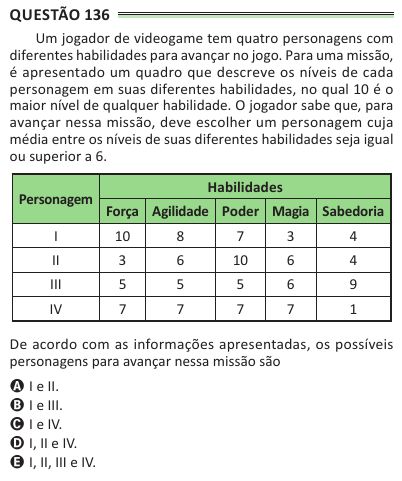 QUESTÃO 136
Um jogador de videogame tem quatro personagens com
diferentes habilidades para avançar no jogo. Para uma missão,
é apresentado um quadro que descreve os níveis de cada
personagem em suas diferentes habilidades, no qual 10 é o
maior nível de qualquer habilidade. O jogador sabe que, para
avançar nessa missão, deve escolher um personagem cuja
média entre os níveis de suas diferentes habilidades seja igual
ou superior a 6.
Personagem Habilidades
Força Agilidade Poder Magia Sabedoria
I 10 8 7 3 4
II 3 6 10 6 4
III 5 5 5 6 9
IV 7 7 7 7 1
De acordo com as informações apresentadas, os possíveis
personagens para avançar nessa missão são
A I e II.
B I e III.
C I e IV.
D I, II e IV.
E I, II, III e IV.